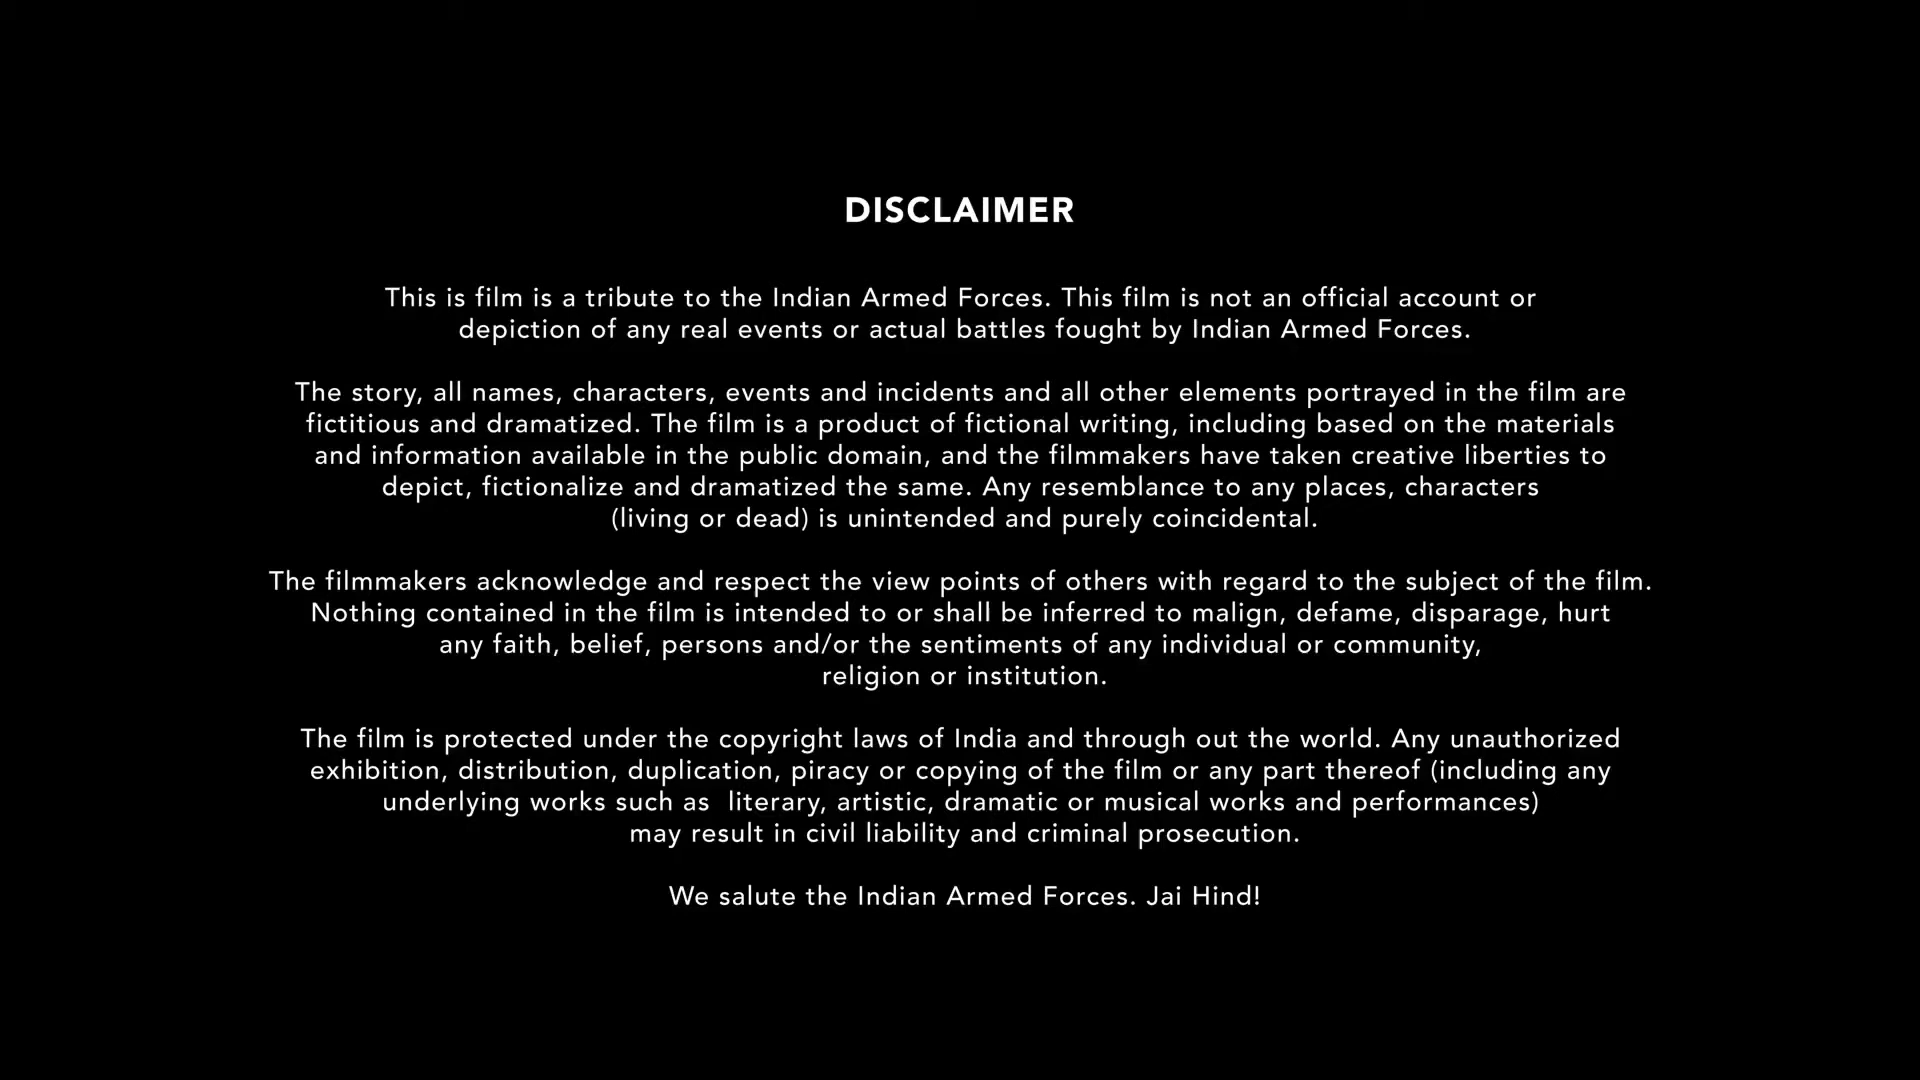 DISCLAIMER
This is film is a tribute to the Indian Armed Forces. This film is not an official account or
depiction of any real events or actual battles fought by Indian Armed Forces.
The story, all names, characters, events and incidents and all other elements portrayed in the film are
fictitious and dramatized. The film is a product of fictional writing, including based on the materials
and information available in the public domain, and the filmmakers have taken creative liberties to
depict, fictionalize and dramatized the same. Any resemblance to any places, characters
(living or dead) is unintended and purely coincidental.
The filmmakers acknowledge and respect the view points of others with regard to the subject of the film.
Nothing contained in the film is intended to or shall be inferred to malign, defame, disparage, hurt
any faith, belief, persons and/or the sentiments of any individual or community,
religion or institution.
The film is protected under the copyright laws of India and through out the world. Any unauthorized
exhibition, distribution, duplication, piracy or copying of the film or any part thereof (including any
underlying works such as  literary, artistic, dramatic or musical works and performances)
may result in civil liability and criminal prosecution.
We salute the Indian Armed Forces. Jai Hind!